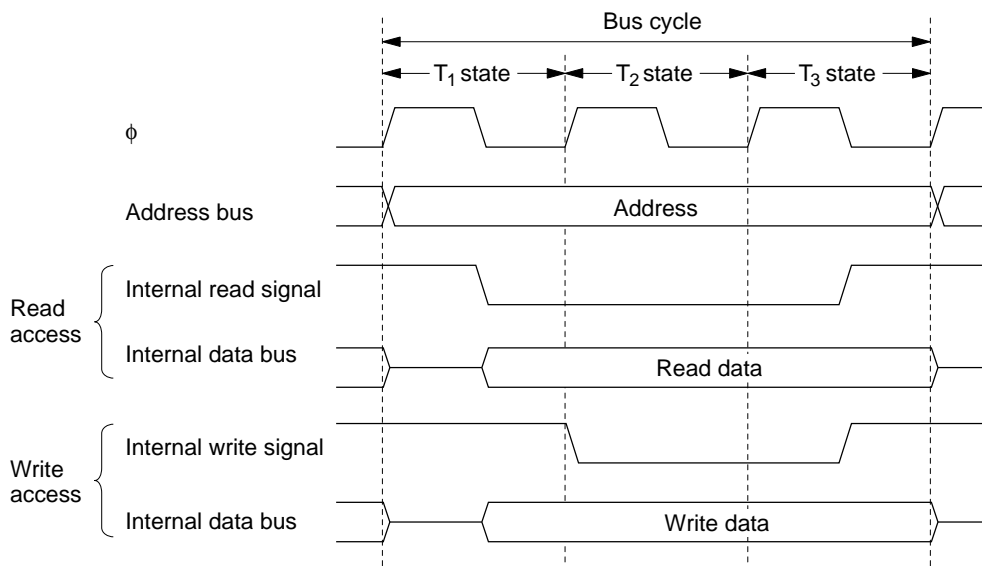 Bus cycle
T1 state T2 state T3 state
ϕ
Address bus Address
Read access
Internal read signal
Internal data bus Read data
Write access
Internal write signal
Internal data bus Write data